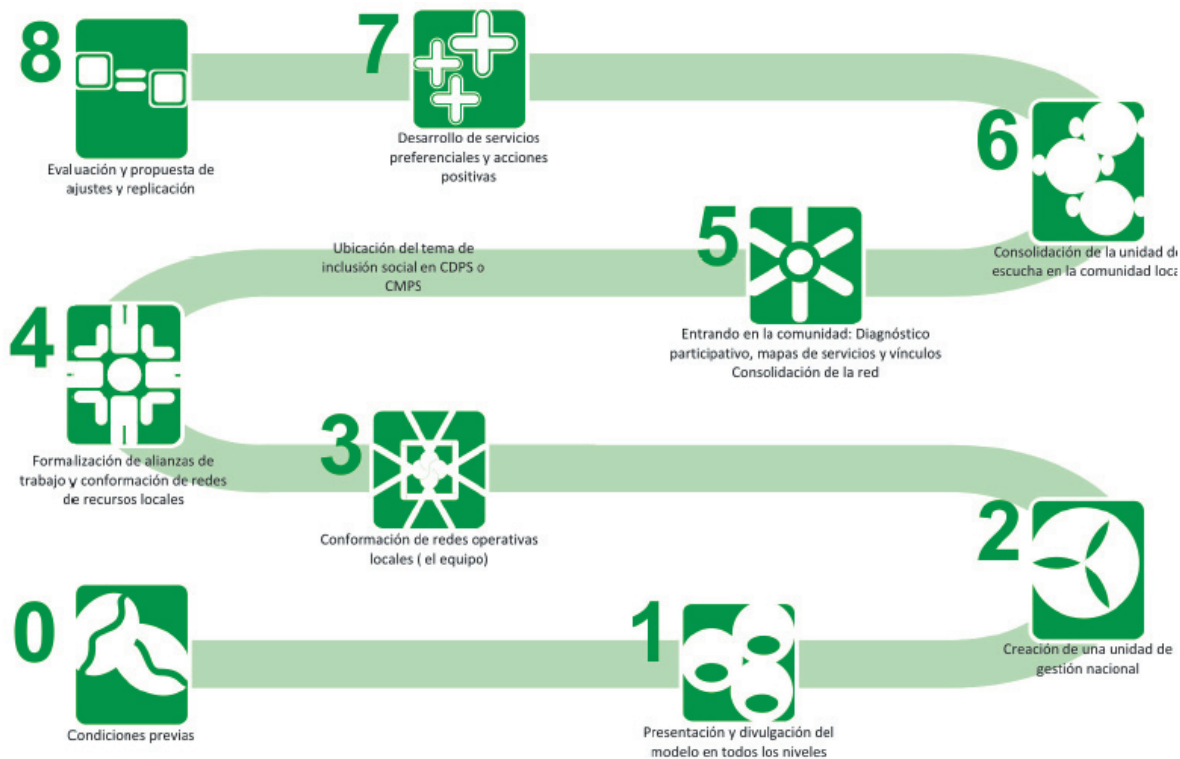 8
Evaluación y propuesta de
ajustes y replicación
7
Desarrollo de servicios
preferenciales y acciones
positivas
6
Consolidación de la unidad de
escucha en la comunidad loca
5
Entrando en la comunidad: Diagnóstico
participativo, mapas de servicios y vínculos
Consolidación de la red
Ubicación del tema de
inclusión social en CDPS o
CMPS
4
Formalización de alianzas de
trabajo y conformación de redes
de recursos locales
3
Conformación de redes operativas
locales ( el equipo)
2
Creación de una unidad de
gestión nacional
0
Condiciones previas
1
Presentación y divulgación del
modelo en todos los niveles